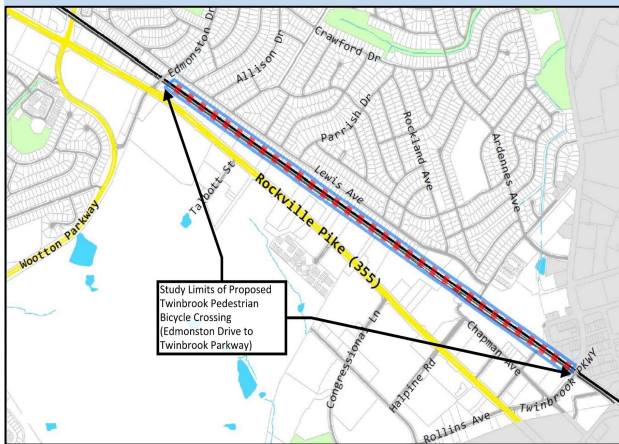 Edmonston Dr
Allison Dr
Crawford Dr
Parrish Dr
Rockland Ave
Ardennes Ave
Lewis Ave
Talbott St
Rockville Pike (355)
Wootton Parkway
Study Limits of Proposed
Twinbrook Pedestrian
Bicycle Crossing
(Edmonston Drive to
Twinbrook Parkway)
Congressional Ln
Halpine Rd
Chapman Ave
Twinbrook PKWY
Rollins Ave